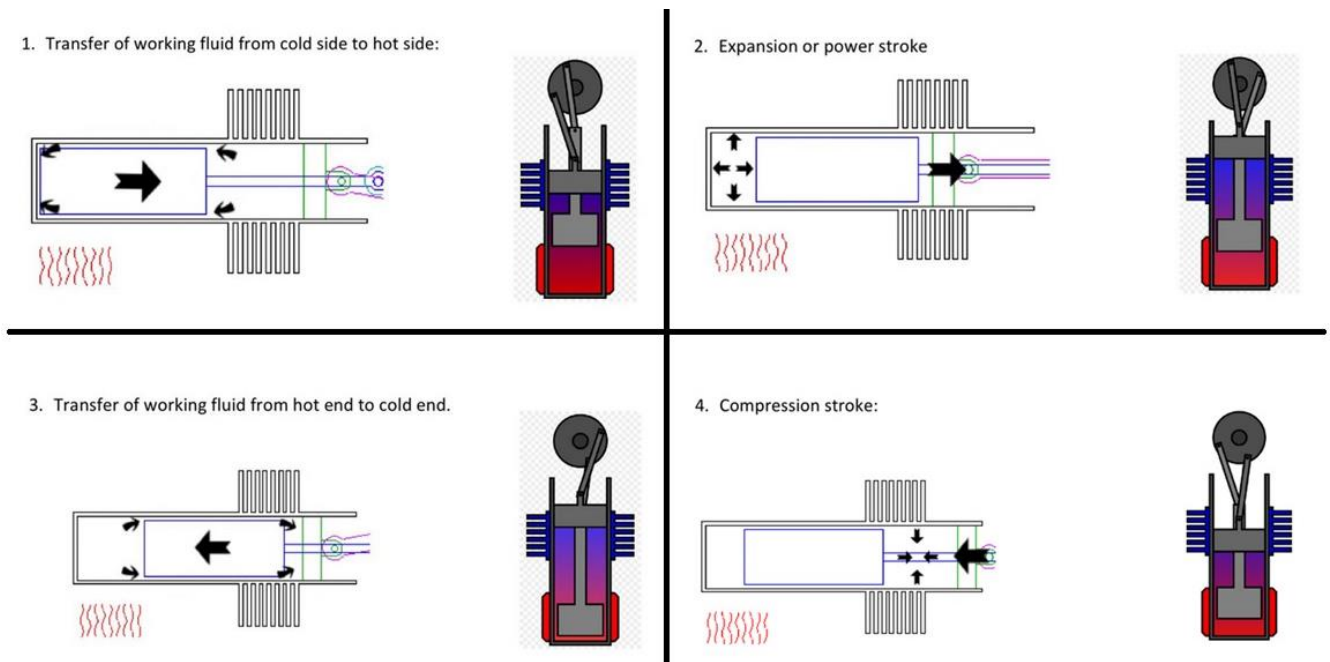 1. Transfer of working fluid from cold side to hot side:
2. Expansion or power stroke
3. Transfer of working fluid from hot end to cold end.
4. Compression stroke: